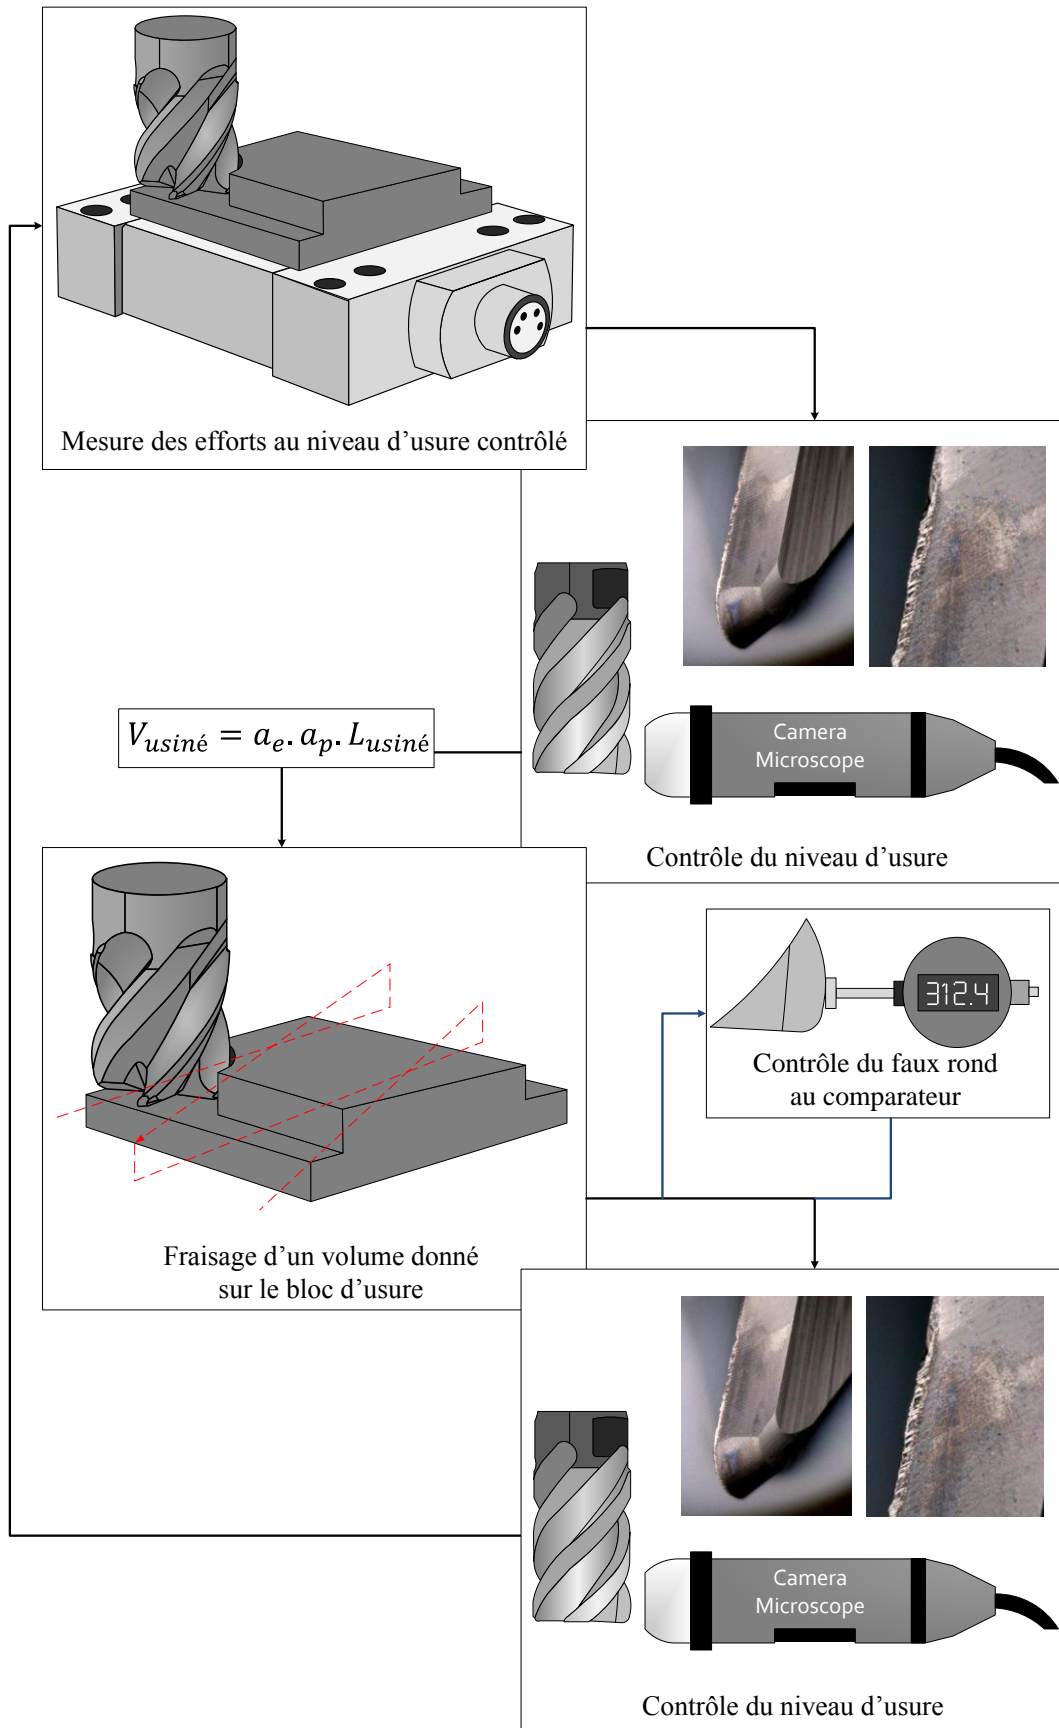 Mesure des efforts au niveau d’usure contrôlé
Camera
Microscope
Contrôle du niveau d’usure
V_usiné = a_e. a_p. L_usiné
312.4
Contrôle du faux rond
au comparateur
Fraisage d’un volume donné
sur le bloc d’usure
Camera
Microscope
Contrôle du niveau d’usure